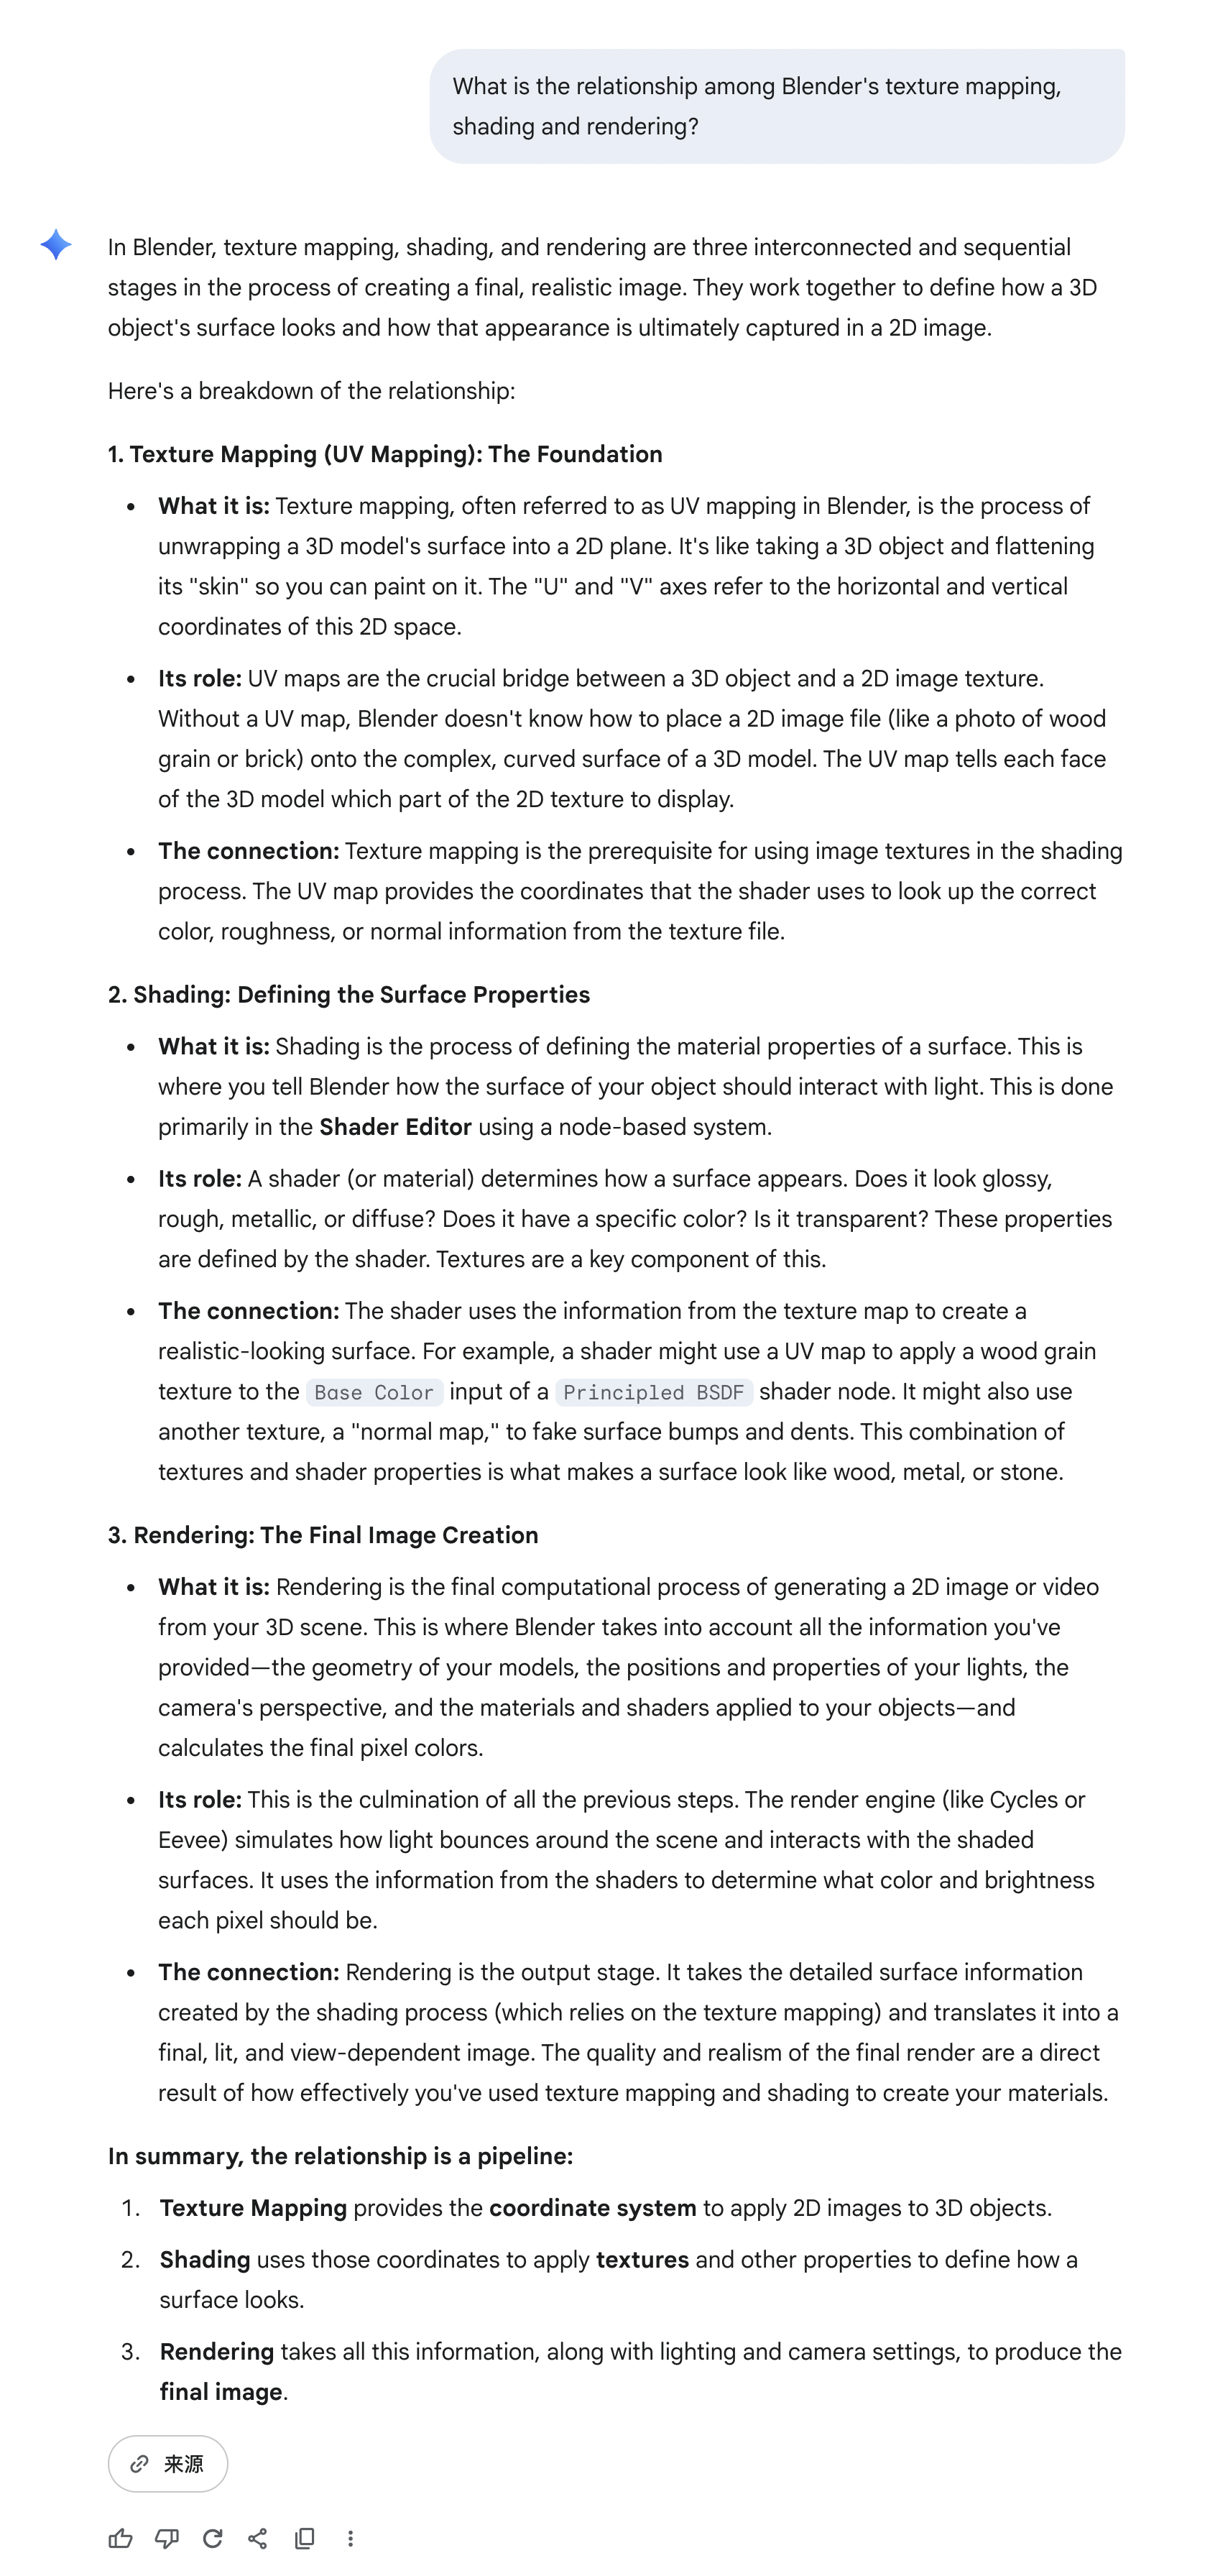 What is the relationship among Blender's texture mapping,
shading and rendering?
In Blender, texture mapping, shading, and rendering are three interconnected and sequential
stages in the process of creating a final, realistic image. They work together to define how a 3D
object's surface looks and how that appearance is ultimately captured in a 2D image.
Here's a breakdown of the relationship:
1. Texture Mapping (UV Mapping): The Foundation
• What it is: Texture mapping, often referred to as UV mapping in Blender, is the process of
unwrapping a 3D model's surface into a 2D plane. It's like taking a 3D object and flattening
its "skin" so you can paint on it. The "U" and "V" axes refer to the horizontal and vertical
coordinates of this 2D space.
• Its role: UV maps are the crucial bridge between a 3D object and a 2D image texture.
Without a UV map, Blender doesn't know how to place a 2D image file (like a photo of wood
grain or brick) onto the complex, curved surface of a 3D model. The UV map tells each face
of the 3D model which part of the 2D texture to display.
• The connection: Texture mapping is the prerequisite for using image textures in the shading
process. The UV map provides the coordinates that the shader uses to look up the correct
color, roughness, or normal information from the texture file.
2. Shading: Defining the Surface Properties
• What it is: Shading is the process of defining the material properties of a surface. This is
where you tell Blender how the surface of your object should interact with light. This is done
primarily in the Shader Editor using a node-based system.
• Its role: A shader (or material) determines how a surface appears. Does it look glossy,
rough, metallic, or diffuse? Does it have a specific color? Is it transparent? These properties
are defined by the shader. Textures are a key component of this.
• The connection: The shader uses the information from the texture map to create a
realistic-looking surface. For example, a shader might use a UV map to apply a wood grain
texture to the Base Color input of a Principled BSDF shader node. It might also use
another texture, a "normal map," to fake surface bumps and dents. This combination of
textures and shader properties is what makes a surface look like wood, metal, or stone.
3. Rendering: The Final Image Creation
• What it is: Rendering is the final computational process of generating a 2D image or video
from your 3D scene. This is where Blender takes into account all the information you've
provided—the geometry of your models, the positions and properties of your lights, the
camera's perspective, and the materials and shaders applied to your objects—and
calculates the final pixel colors.
• Its role: This is the culmination of all the previous steps. The render engine (like Cycles or
Eevee) simulates how light bounces around the scene and interacts with the shaded
surfaces. It uses the information from the shaders to determine what color and brightness
each pixel should be.
• The connection: Rendering is the output stage. It takes the detailed surface information
created by the shading process (which relies on the texture mapping) and translates it into a
final, lit, and view-dependent image. The quality and realism of the final render are a direct
result of how effectively you've used texture mapping and shading to create your materials.
In summary, the relationship is a pipeline:
1. Texture Mapping provides the coordinate system to apply 2D images to 3D objects.
2. Shading uses those coordinates to apply textures and other properties to define how a
surface looks.
3. Rendering takes all this information, along with lighting and camera settings, to produce the
final image.
来源